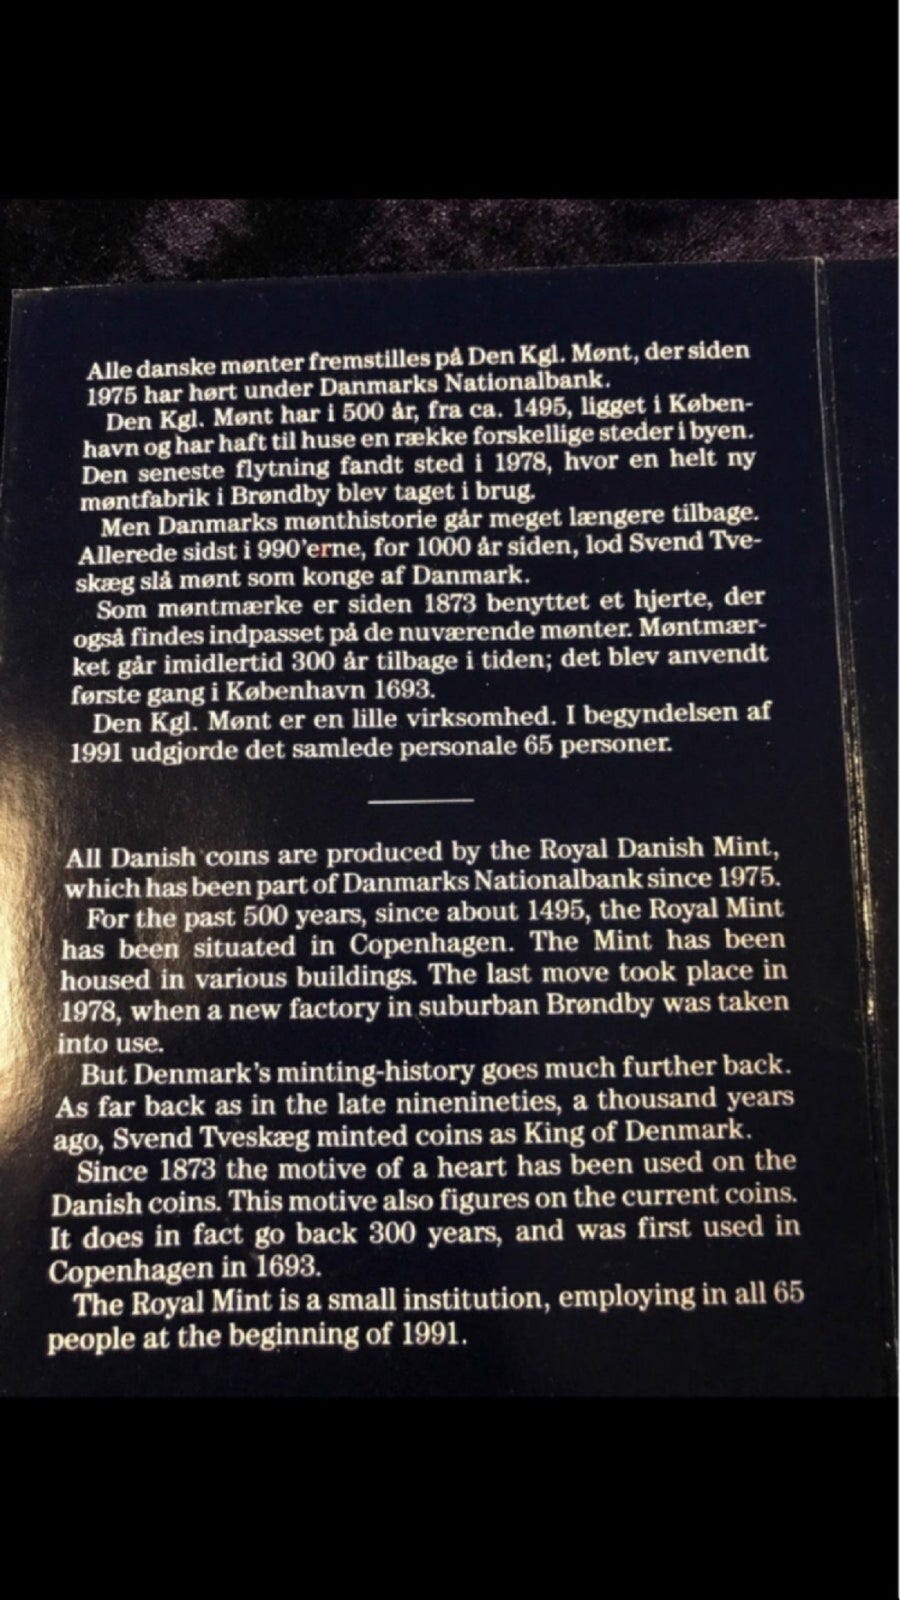 Alle danske mønter fremstilles på Den Kgl. Mønt, der siden
1975 har hørt under Danmarks Nationalbank.
Den Kgl. Mønt har i 500 år, fra ca. 1495, ligget i Køben-
havn og har haft til huse en række forskellige steder i byen.
Den seneste flytning fandt sted i 1978, hvor en helt ny
møntfabrik i Brøndby blev taget i brug.
Men Danmarks mønthistorie går meget længere tilbage.
Allerede sidst i 990'erne, for 1000 år siden, lod Svend Tve-
skæg slå mønt som konge af Danmark.
Som møntmærke er siden 1873 benyttet et hjerte, der
også findes indpasset på de nuværende mønter. Møntmær-
ket går imidlertid 300 år tilbage i tiden; det blev anvendt
første gang i København 1693.
Den Kgl. Mønt er en lille virksomhed. I begyndelsen af
1991 udgjorde det samlede personale 65 personer.
All Danish coins are produced by the Royal Danish Mint,
which has been part of Danmarks Nationalbank since 1975.
For the past 500 years, since about 1495, the Royal Mint
has been situated in Copenhagen. The Mint has been
housed in various buildings. The last move took place in
1978, when a new factory in suburban Brøndby was taken
into use.
But Denmark's minting-history goes much further back.
As far back as in the late ninenineties, a thousand years
ago, Svend Tveskæg minted coins as King of Denmark.
Since 1873 the motive of a heart has been used on the
Danish coins. This motive also figures on the current coins.
It does in fact go back 300 years, and was first used in
Copenhagen in 1693.
The Royal Mint is a small institution, employing in all 65
people at the beginning of 1991.